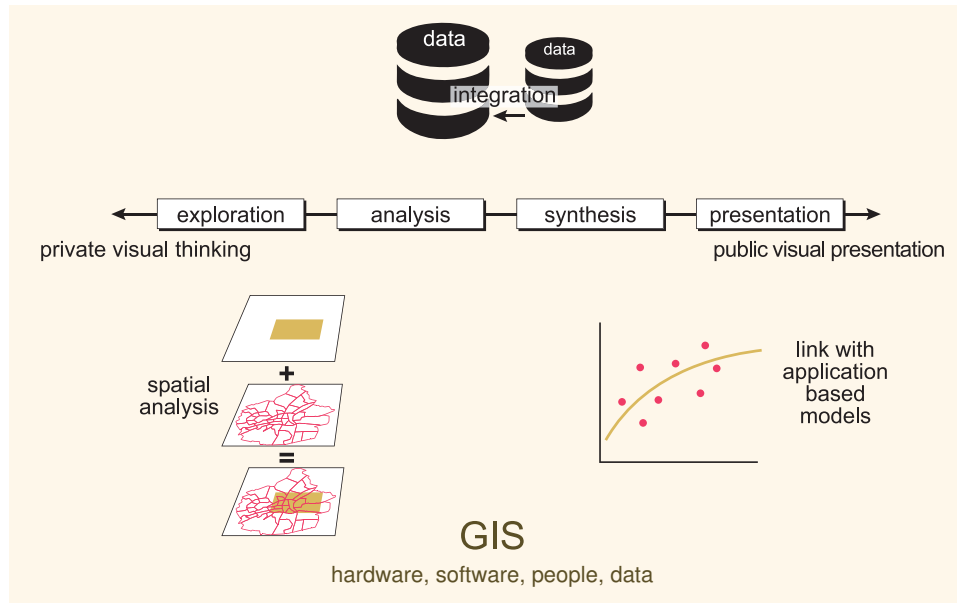 data
data
integration
exploration
analysis
synthesis
presentation
private visual thinking
public visual presentation
spatial
analysis
+
=
link with
application
based
models
GIS
hardware, software, people, data